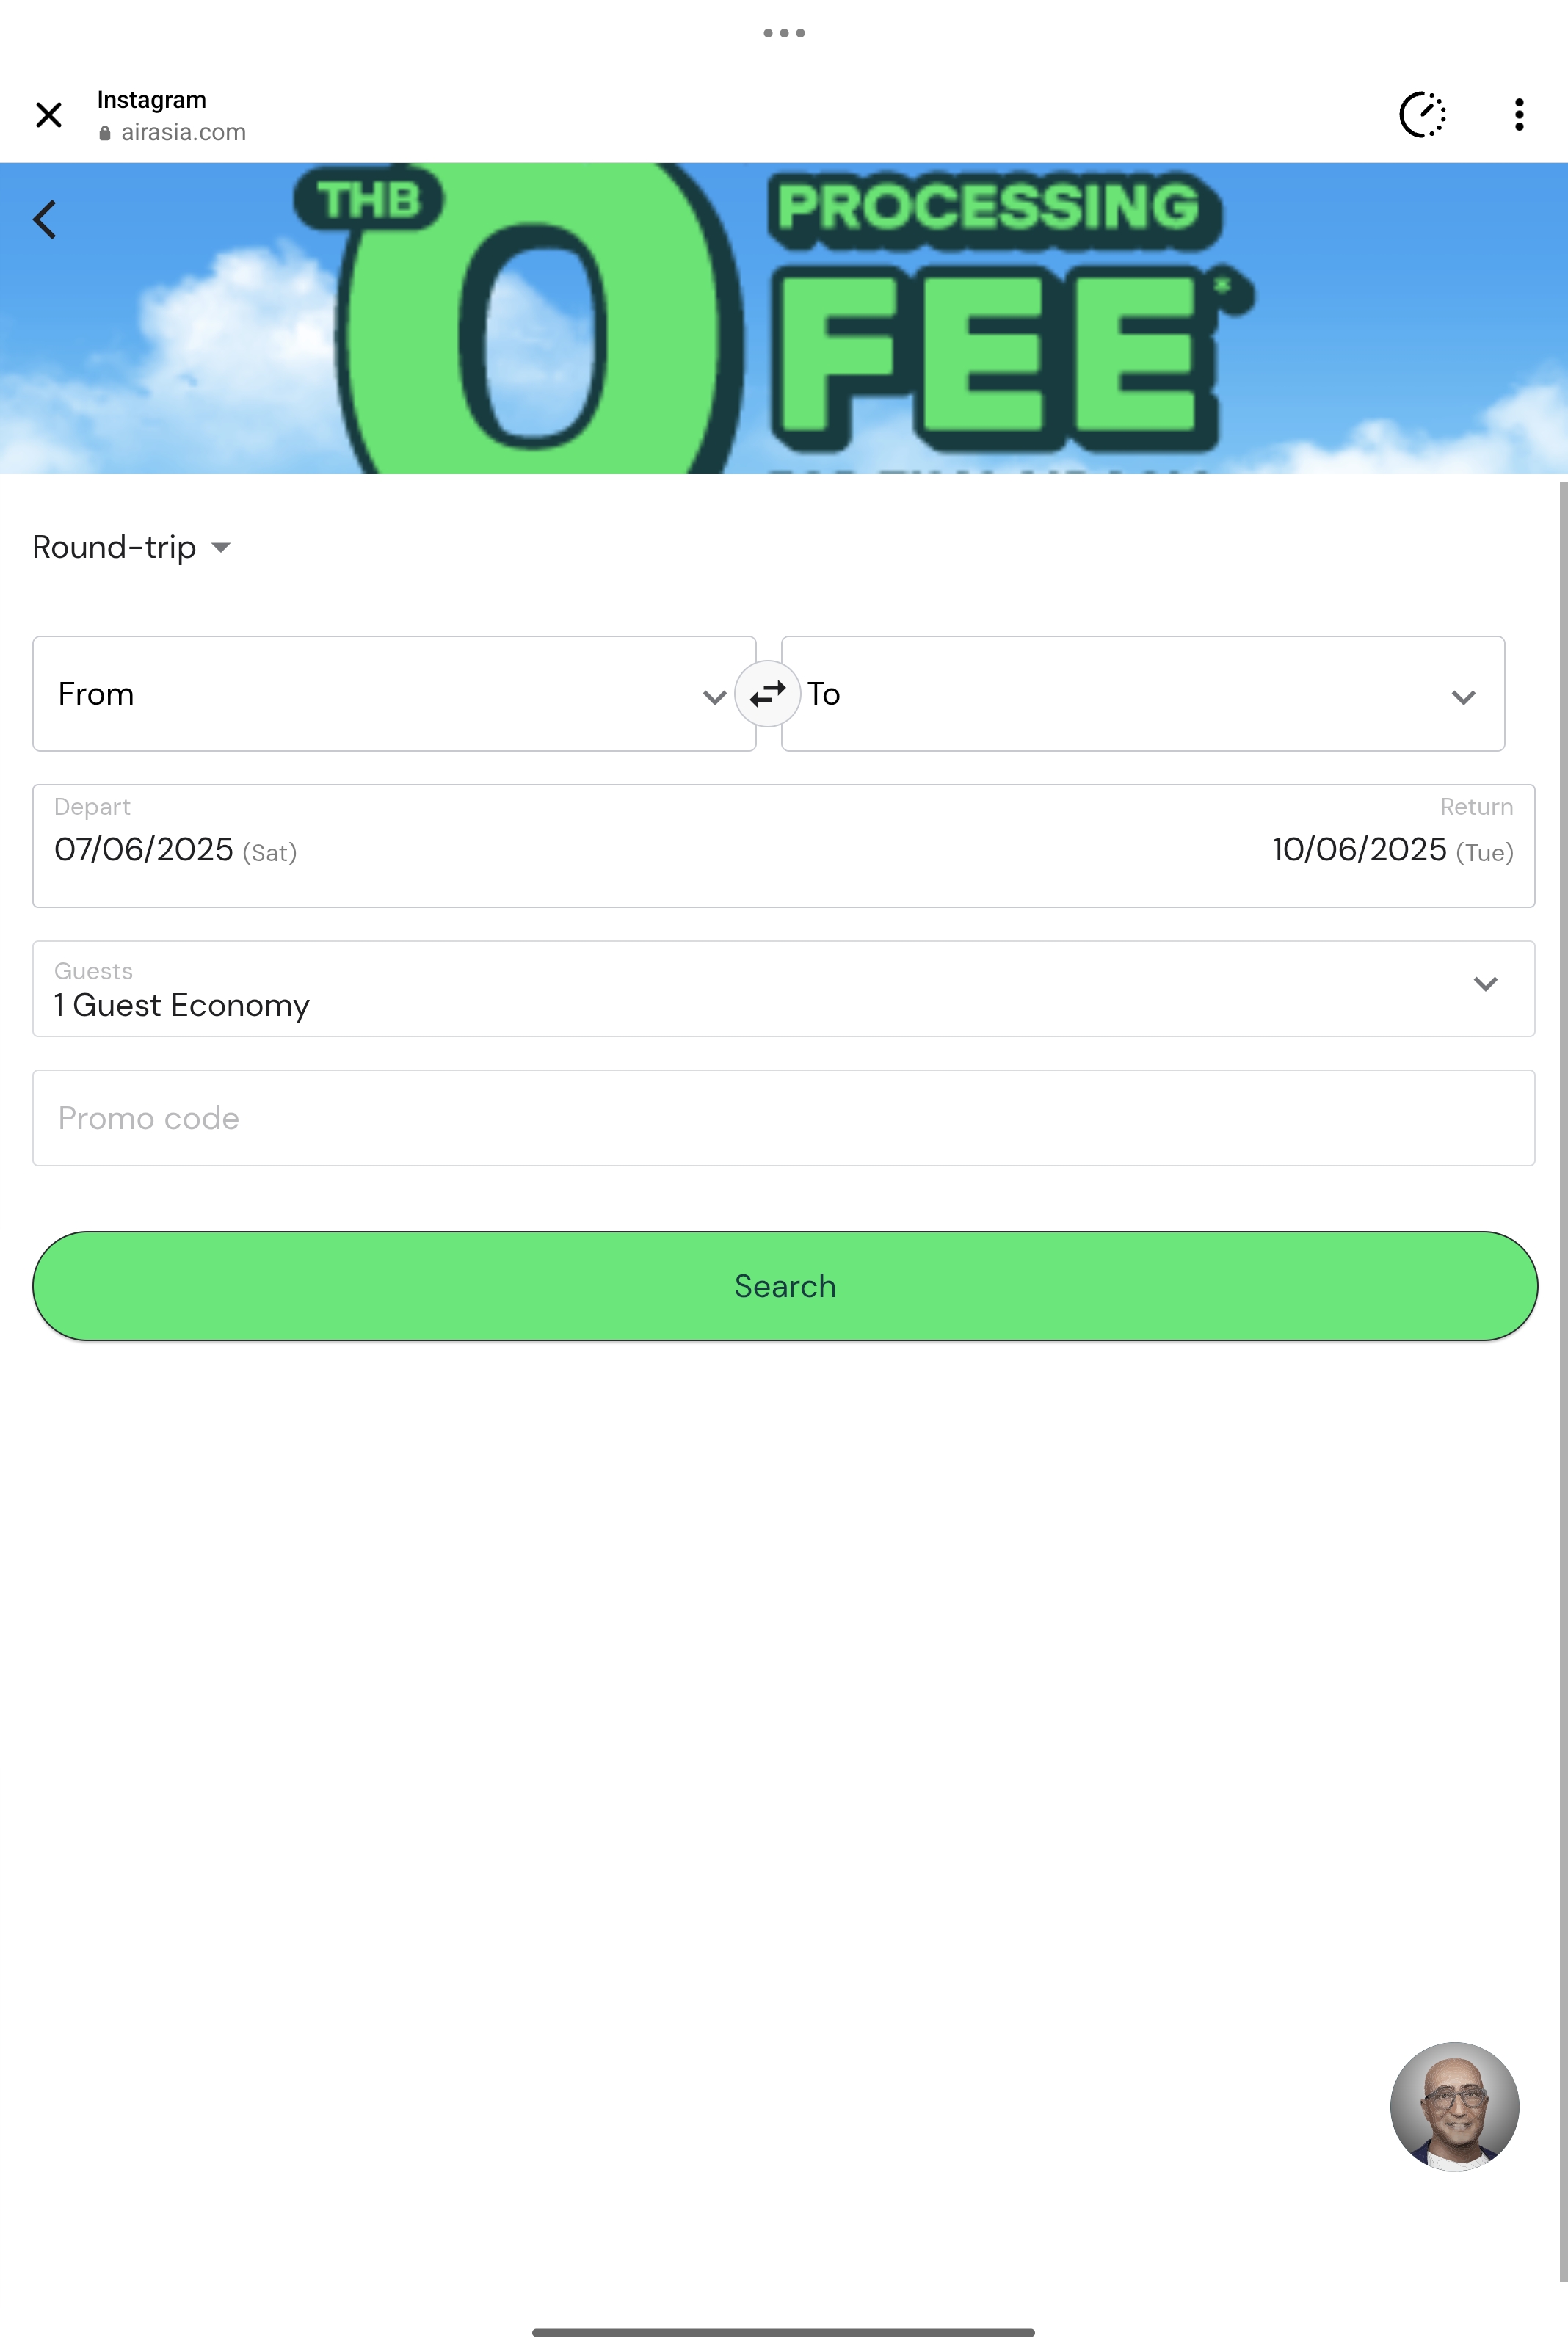 Instagram
airasia.com
THB
0
PROCESSING
FEE*
Round-trip
From
To
Depart
Return
07/06/2025 (Sat)
10/06/2025 (Tue)
Guests
1 Guest Economy
Promo code
Search